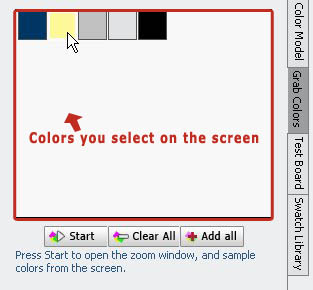 Colors you select on the screen
Start
Clear All
Add all
Press Start to open the zoom window, and sample
colors from the screen.
Color Model
Grab Colors
Test Board
Swatch Library